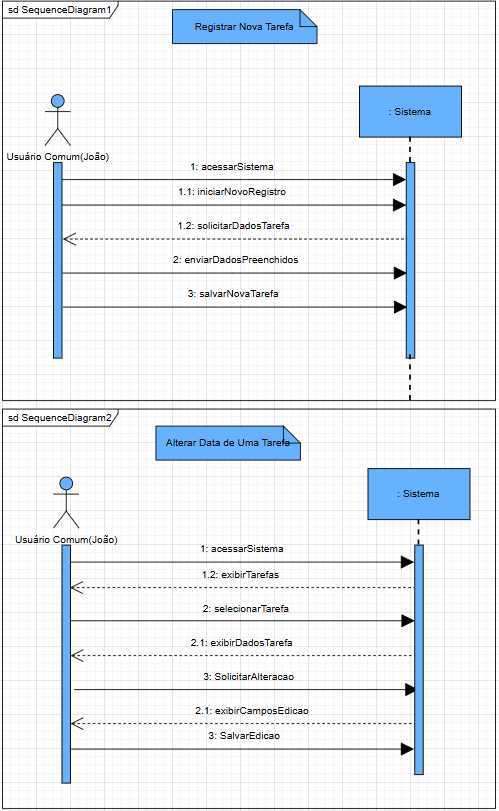 sd SequenceDiagram1
Registrar Nova Tarefa
: Sistema
Usuário Comum(João)
1: acessarSistema
1.1: iniciarNovoRegistro
1.2: solicitarDadosTarefa
2: enviarDadosPreenchidos
3: salvarNovaTarefa
sd SequenceDiagram2
Alterar Data de Uma Tarefa
: Sistema
Usuário Comum(João)
1: acessarSistema
1.2: exibirTarefas
2: selecionarTarefa
2.1: exibirDadosTarefa
3: SolicitarAlteracao
2.1: exibirCamposEdicao
3: SalvarEdicao